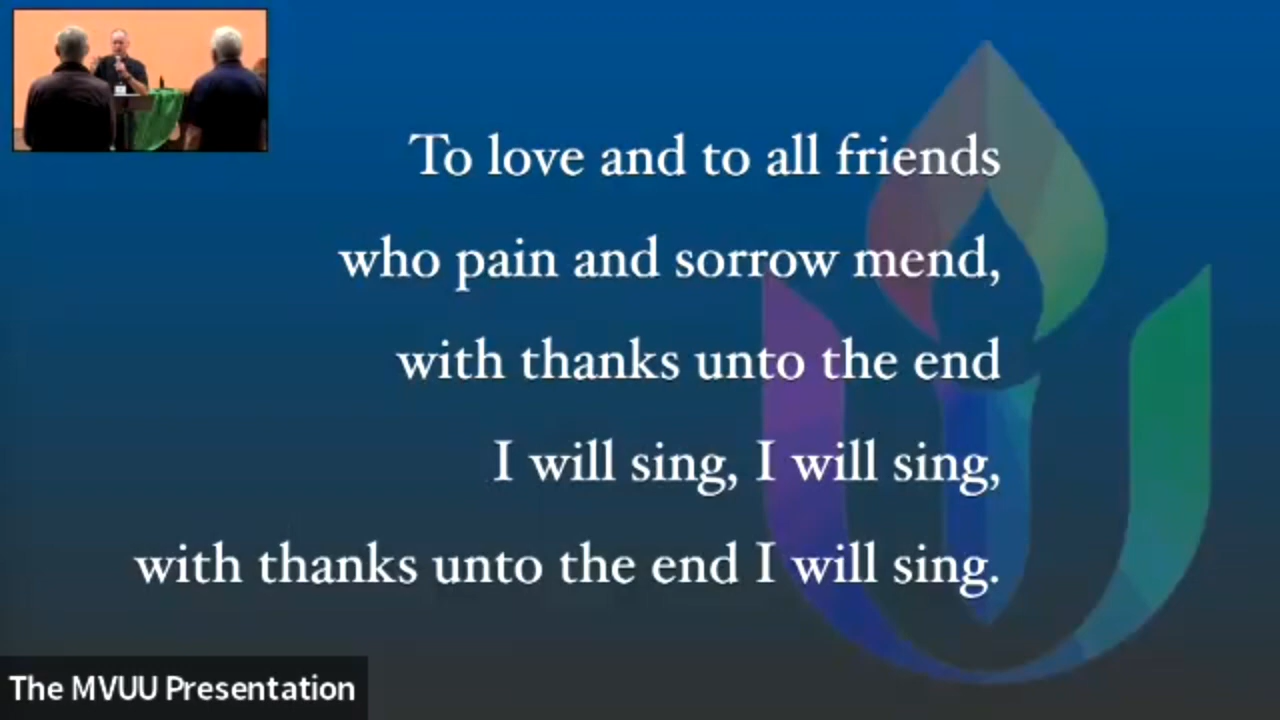 To love and to all friends
who pain and sorrow mend,
with thanks unto the end
I will sing, I will sing,
with thanks unto the end I will sing.
The MVUU Presentation